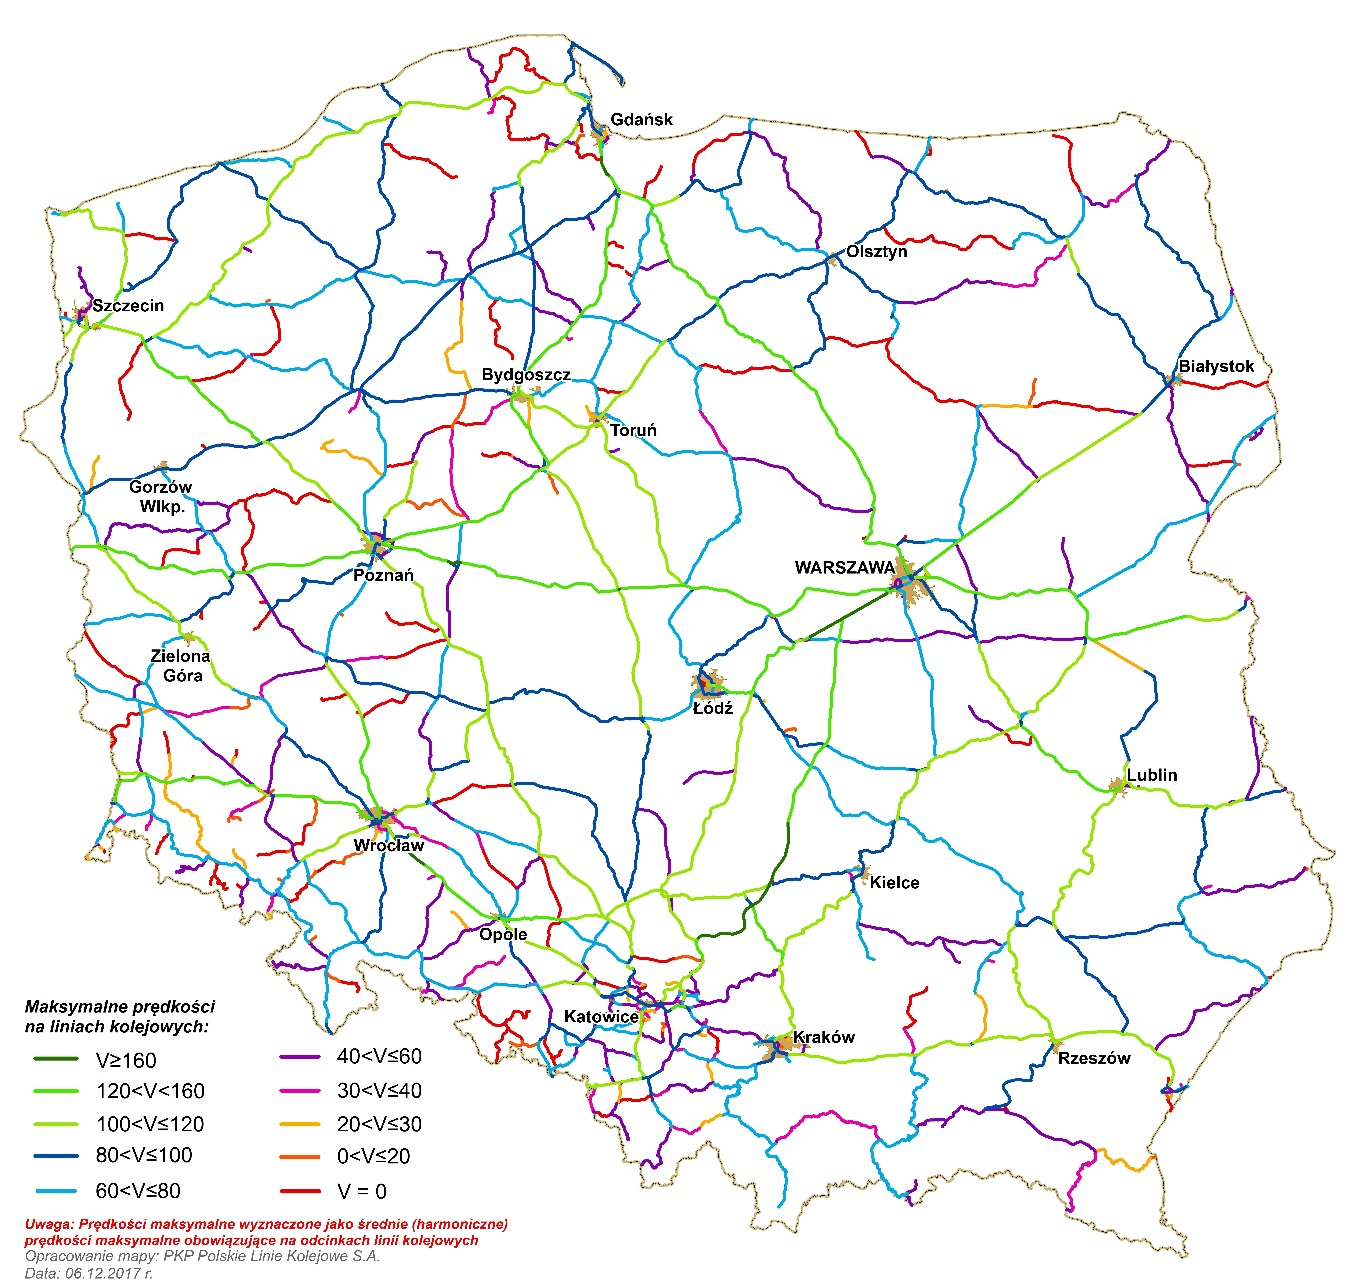 Gdańsk
Olsztyn
Szczecin
Białystok
Bydgoszcz
Toruń
Gorzów
Wlkp.
WARSZAWA
Poznań
Zielona
Góra
Łódź
Lublin
Wrocław
Kielce
Opole
Maksymalne prędkości
na liniach kolejowych:
Katowice
Kraków
Rzeszów
V≥160
40<V≤60
120<V<160
30<V≤40
100<V≤120
20<V≤30
80<V≤100
0<V≤20
60<V≤80
V = 0
Uwaga: Prędkości maksymalne wyznaczone jako średnie (harmoniczne)
prędkości maksymalne obowiązujące na odcinkach linii kolejowych
Opracowanie mapy: PKP Polskie Linie Kolejowe S.A.
Data: 06.12.2017 r.